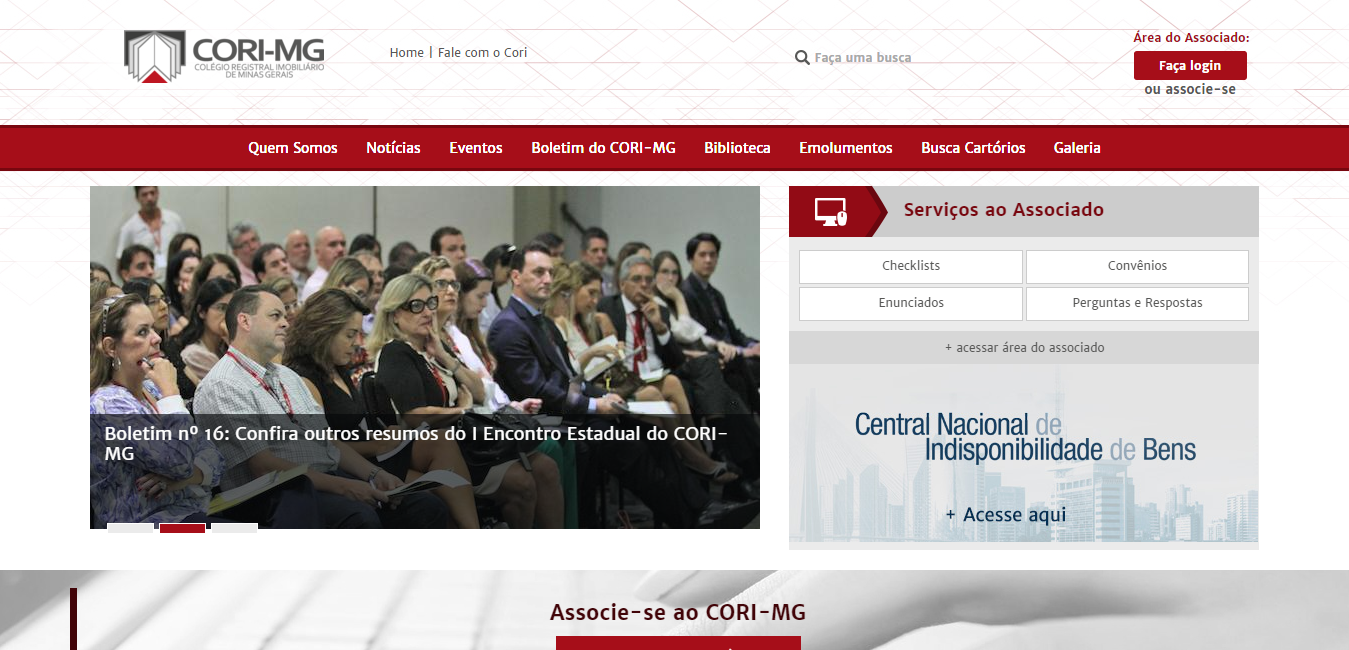 CORI-MG
COLÉGIO REGISTRAL IMOBILIÁRIO
DE MINAS GERAIS
Home | Fale com o Cori
Faça uma busca
Área do Associado:
Faça login
ou associe-se
Quem Somos Notícias Eventos Boletim do CORI-MG Biblioteca Emolumentos Busca Cartórios Galeria
Boletim nº 16: Confira outros resumos do I Encontro Estadual do CORI-
MG
Serviços ao Associado
Checklists Convênios
Enunciados Perguntas e Respostas
+ acessar área do associado
Central Nacional de
Indisponibilidade de Bens
+ Acesse aqui
Associe-se ao CORI-MG